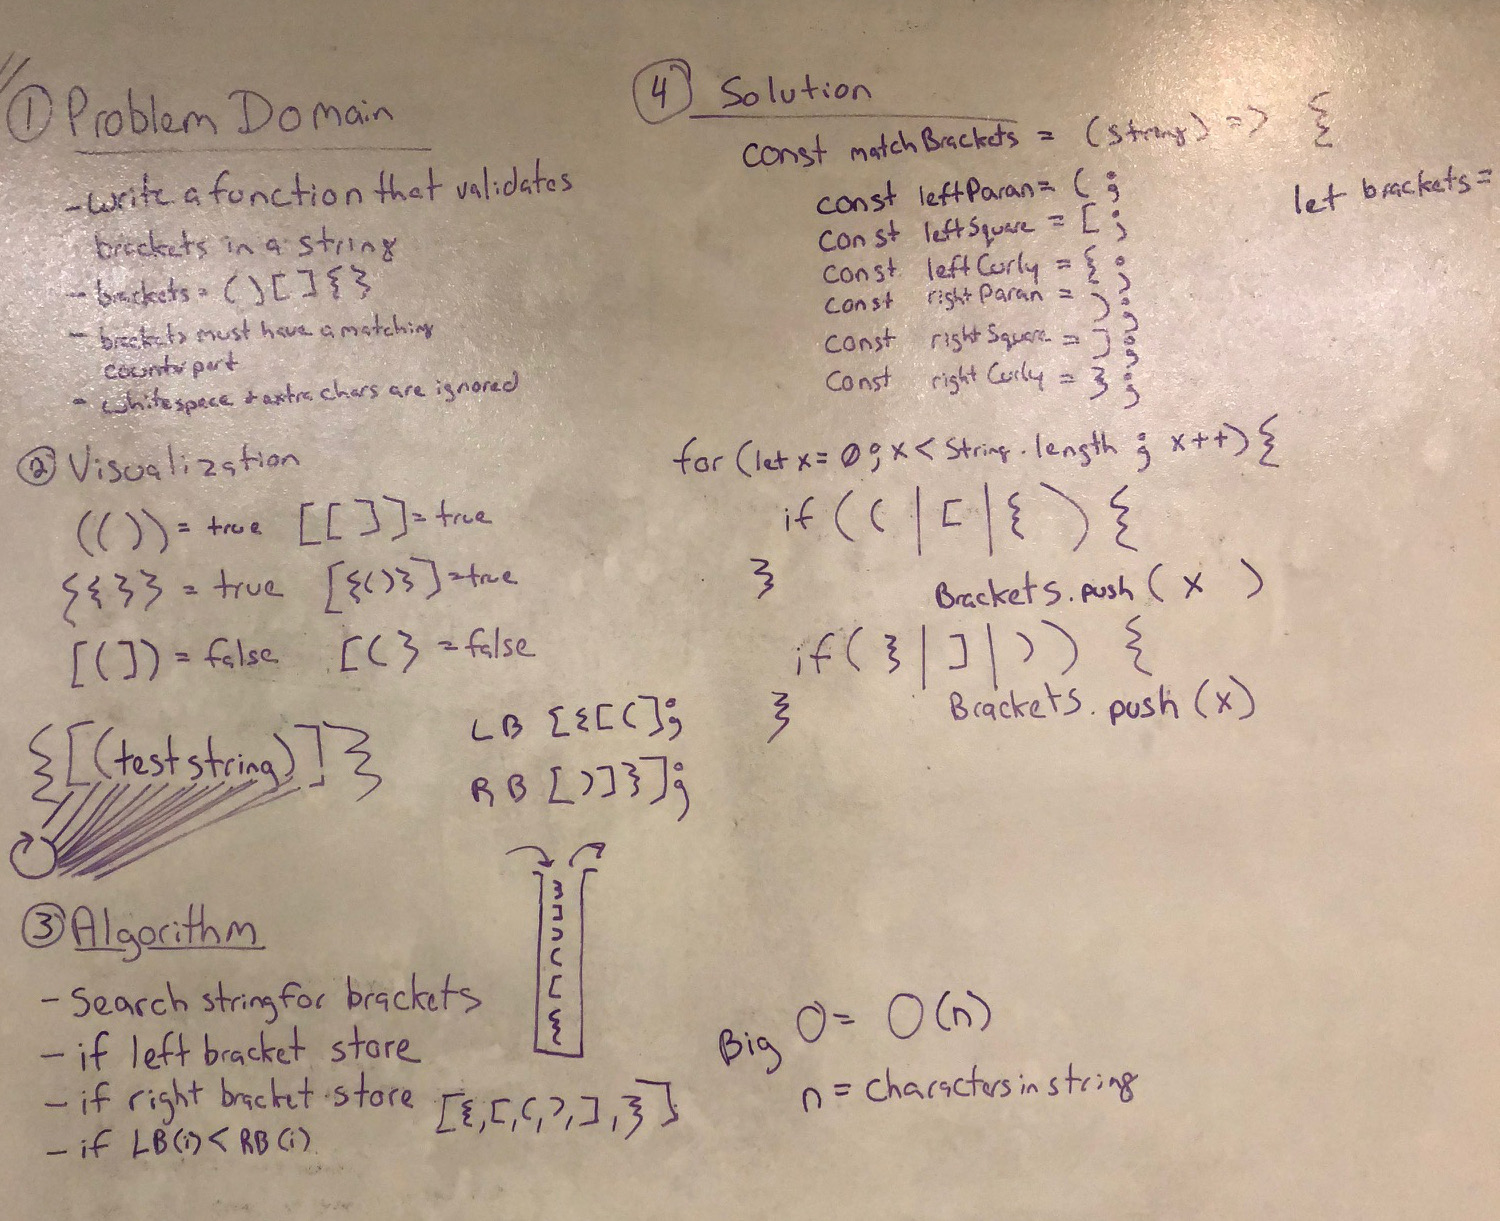 ① Problem Domain
- write a function that validates
brackets in a string
- brackets = ( ) [ ] { }
- brackets must have a matching
counterpart
- whitespace + extra chars are ignored
② Visualization
(()) = true [[]] = true
{{}} = true [{()}] = true
[(]) = false [(} = false
{[(test string)]}
LB [{[(];
RB [)]}];
}
]
)
(
[
{
③ Algorithm
- Search string for brackets
- if left bracket store
- if right bracket store [{,[,(,),],}]
- if LB(i) < RB(i)
④ Solution
const matchBrackets = (string) => {
let brackets =
const leftParan = (;
const leftSquare = [;
const leftCurly = {;
const rightParan = );
const rightSquare = ];
const rightCurly = };
for (let x = 0; x < String.length; x++) {
if (( | [ | { ) {
Brackets.push( x )
}
if ( } | ] | ) ) {
Brackets.push(x)
}
Big O = O(n)
n = characters in string